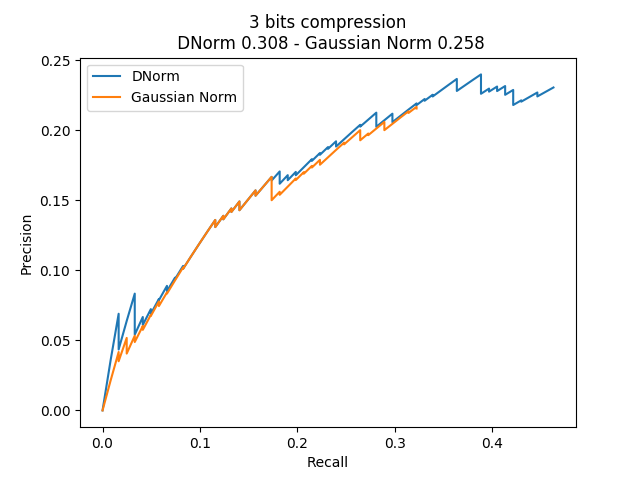 3 bits compression
DNorm 0.308 - Gaussian Norm 0.258
DNorm
Gaussian Norm
Precision
0.25
0.20
0.15
0.10
0.05
0.00
0.0 0.1 0.2 0.3 0.4
Recall